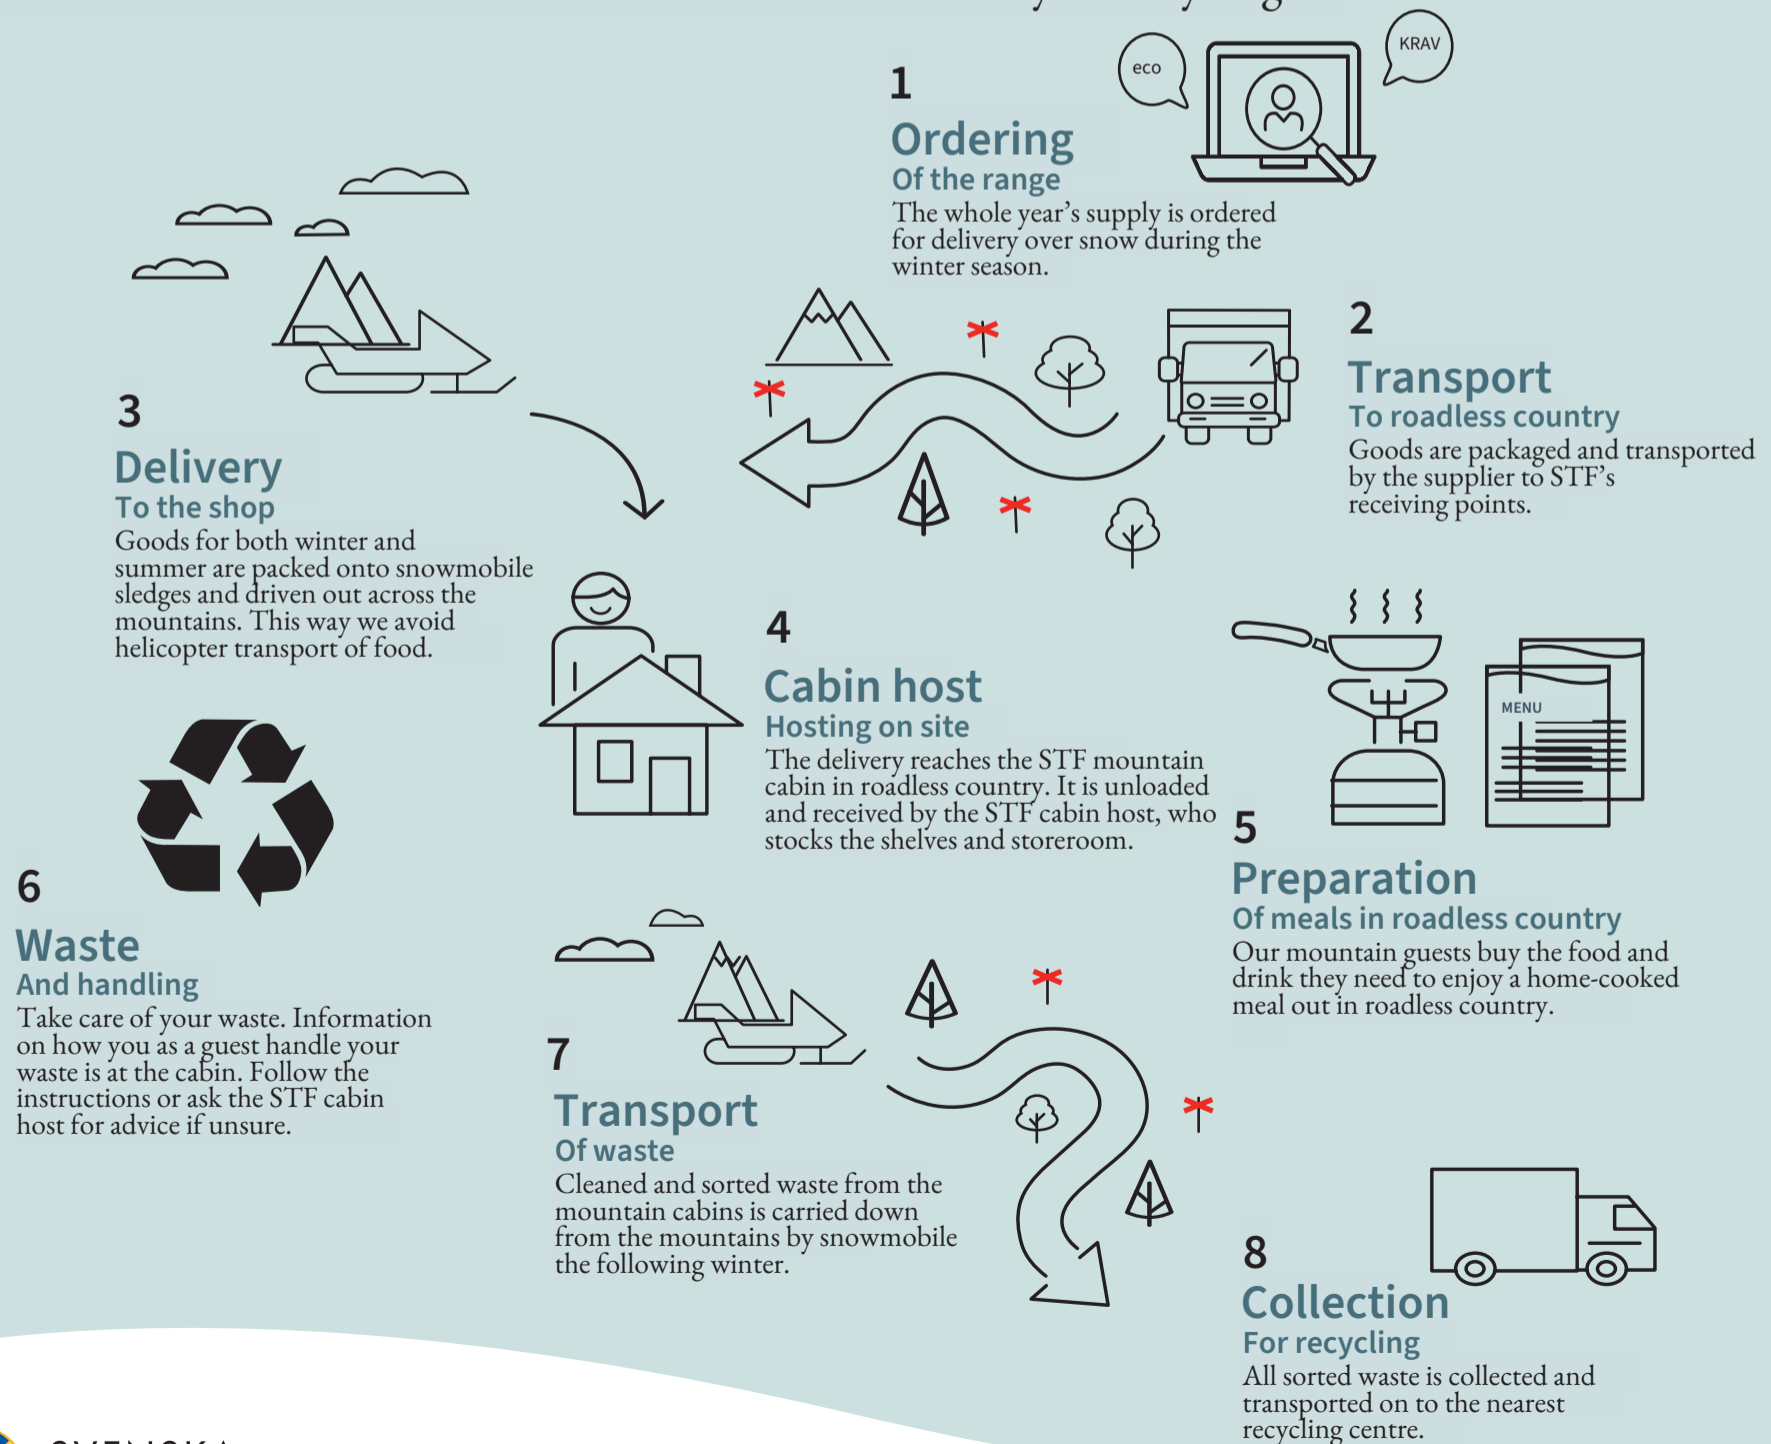 eco
KRAV
1
Ordering
Of the range
The whole year's supply is ordered
for delivery over snow during the
winter season.
2
Transport
To roadless country
Goods are packaged and transported
by the supplier to STF's
receiving points.
3
Delivery
To the shop
Goods for both winter and
summer are packed onto snowmobile
sledges and driven out across the
mountains. This way we avoid
helicopter transport of food.
4
Cabin host
Hosting on site
The delivery reaches the STF mountain
cabin in roadless country. It is unloaded
and received by the STF cabin host, who
stocks the shelves and storeroom.
MENU
5
Preparation
Of meals in roadless country
Our mountain guests buy the food and
drink they need to enjoy a home-cooked
meal out in roadless country.
6
Waste
And handling
Take care of your waste. Information
on how you as a guest handle your
waste is at the cabin. Follow the
instructions or ask the STF cabin
host for advice if unsure.
7
Transport
Of waste
Cleaned and sorted waste from the
mountain cabins is carried down
from the mountains by snowmobile
the following winter.
8
Collection
For recycling
All sorted waste is collected and
transported on to the nearest
recycling centre.
SVENSKA